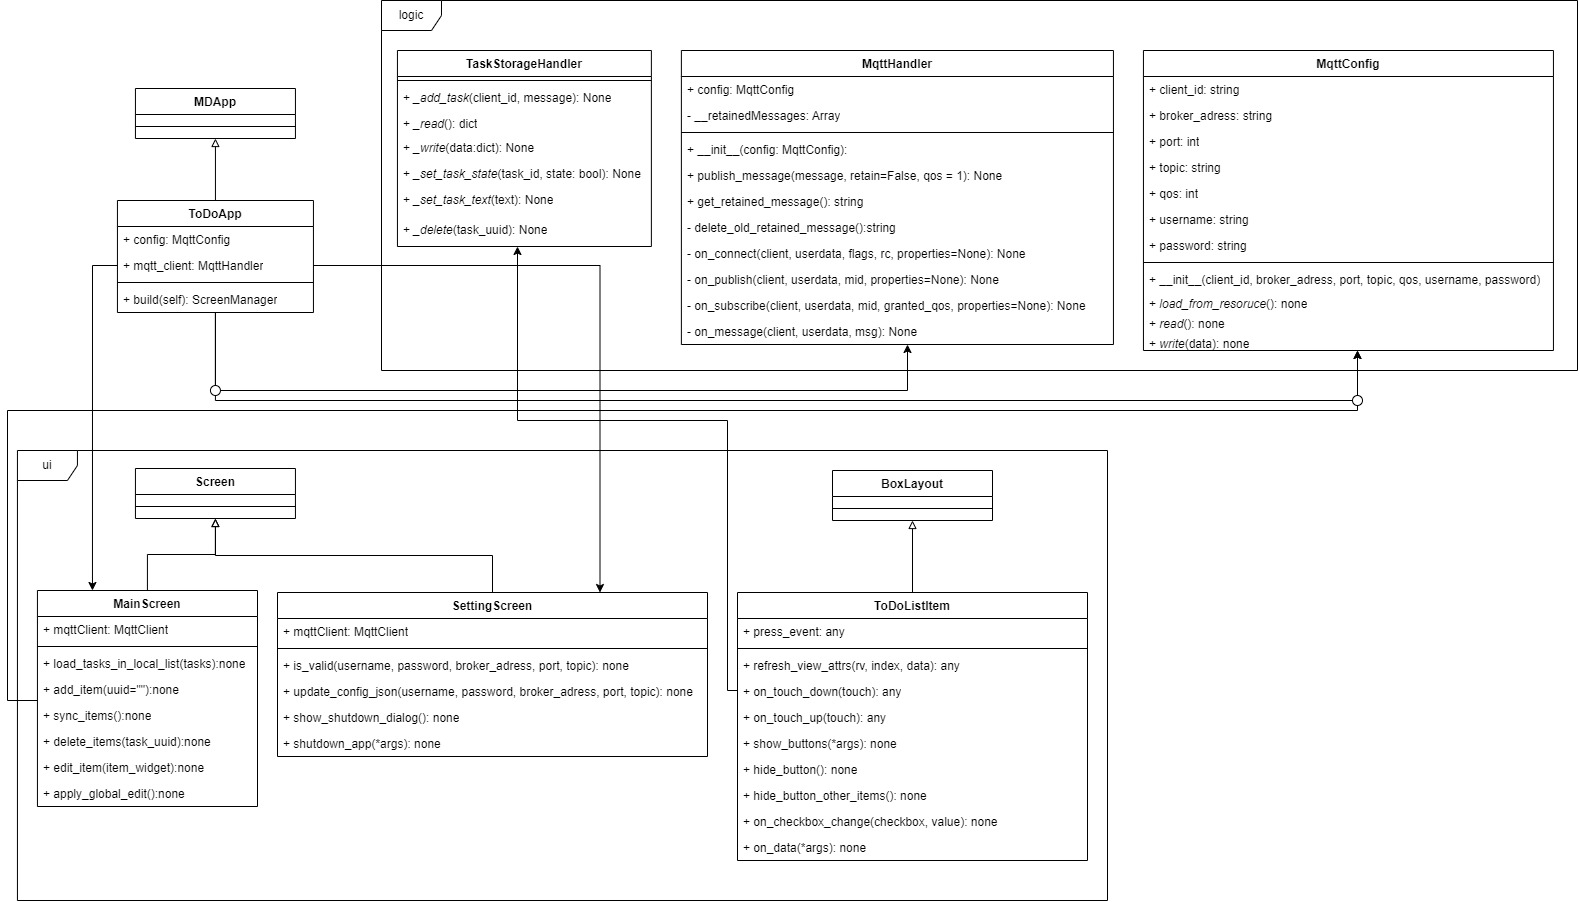 logic
TaskStorageHandler
+ _add_task(client_id, message): None
+ _read(): dict
+ _write(data:dict): None
+ _set_task_state(task_id, state: bool): None
+ _set_task_text(text): None
+ _delete(task_uuid): None
MqttHandler
+ config: MqttConfig
- __retainedMessages: Array
+ __init__(config: MqttConfig):
+ publish_message(message, retain=False, qos = 1): None
+ get_retained_message(): string
- delete_old_retained_message():string
- on_connect(client, userdata, flags, rc, properties=None): None
- on_publish(client, userdata, mid, properties=None): None
- on_subscribe(client, userdata, mid, granted_qos, properties=None): None
- on_message(client, userdata, msg): None
MqttConfig
+ client_id: string
+ broker_adress: string
+ port: int
+ topic: string
+ qos: int
+ username: string
+ password: string
+ __init__(client_id, broker_adress, port, topic, qos, username, password)
+ load_from_resoruce(): none
+ read(): none
+ write(data): none
MDApp
ToDoApp
+ config: MqttConfig
+ mqtt_client: MqttHandler
+ build(self): ScreenManager
ui
Screen
BoxLayout
MainScreen
+ mqttClient: MqttClient
+ load_tasks_in_local_list(tasks):none
+ add_item(uuid=""):none
+ sync_items():none
+ delete_items(task_uuid):none
+ edit_item(item_widget):none
+ apply_global_edit():none
SettingScreen
+ mqttClient: MqttClient
+ is_valid(username, password, broker_adress, port, topic): none
+ update_config_json(username, password, broker_adress, port, topic): none
+ show_shutdown_dialog(): none
+ shutdown_app(*args): none
ToDoListItem
+ press_event: any
+ refresh_view_attrs(rv, index, data): any
+ on_touch_down(touch): any
+ on_touch_up(touch): any
+ show_buttons(*args): none
+ hide_button(): none
+ hide_button_other_items(): none
+ on_checkbox_change(checkbox, value): none
+ on_data(*args): none